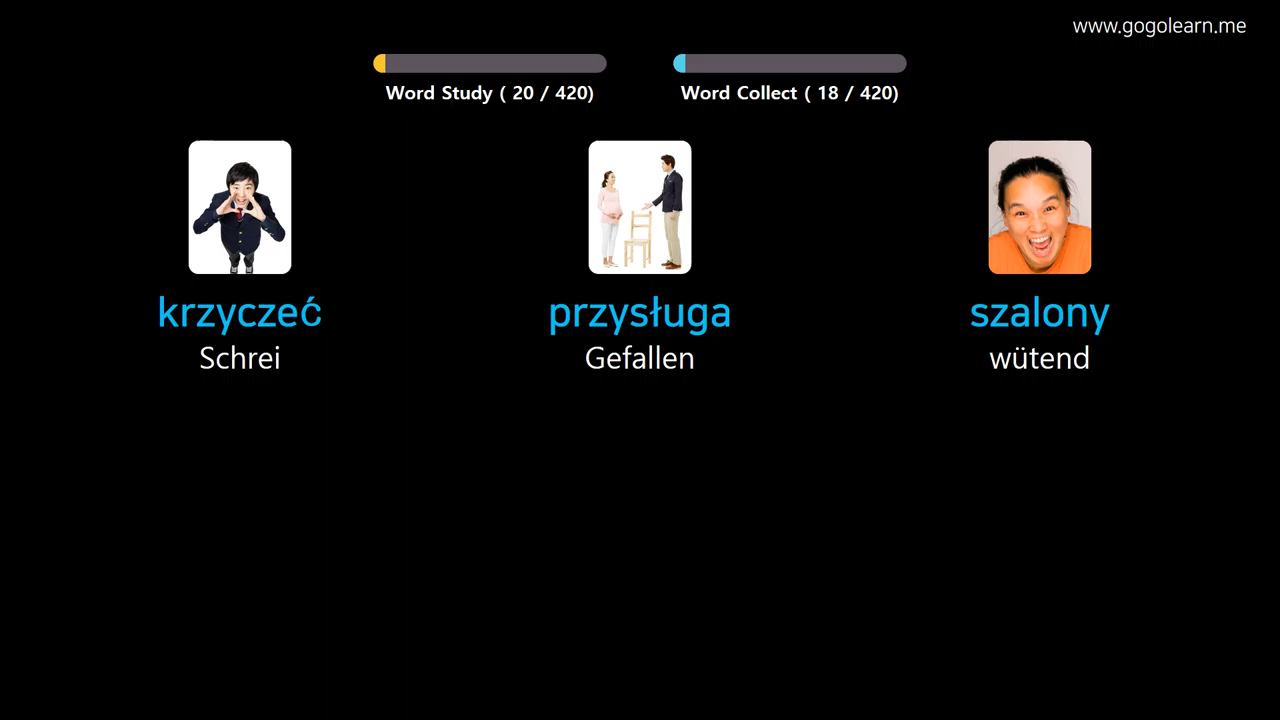 www.gogolearn.me
Word Study ( 20 / 420)
Word Collect ( 18 / 420)
krzyczeć
Schrei
przysługa
Gefallen
szalony
wütend